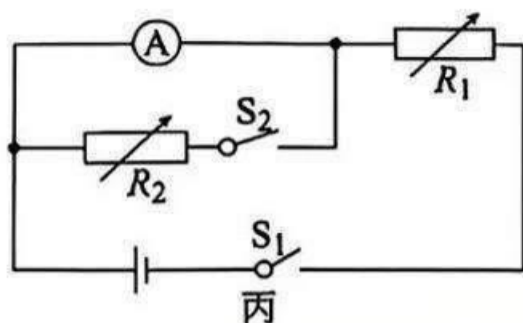 A
R₁
S₂
R₂
S₁
丙